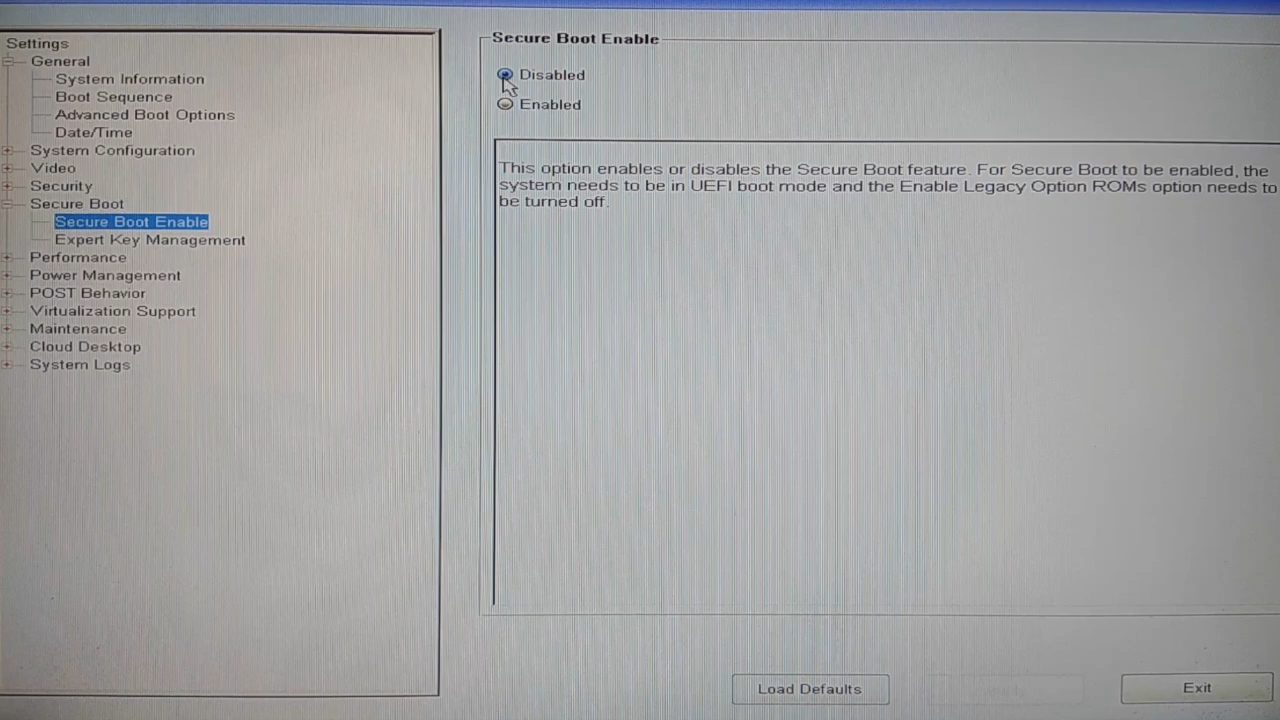 Settings
General
System Information
Boot Sequence
Advanced Boot Options
Date/Time
System Configuration
Video
Security
Secure Boot
Secure Boot Enable
Expert Key Management
Performance
Power Management
POST Behavior
Virtualization Support
Maintenance
Cloud Desktop
System Logs
Secure Boot Enable
Disabled
Enabled
This option enables or disables the Secure Boot feature. For Secure Boot to be enabled, the
system needs to be in UEFI boot mode and the Enable Legacy Option ROMs option needs to
be turned off.
Load Defaults
Exit